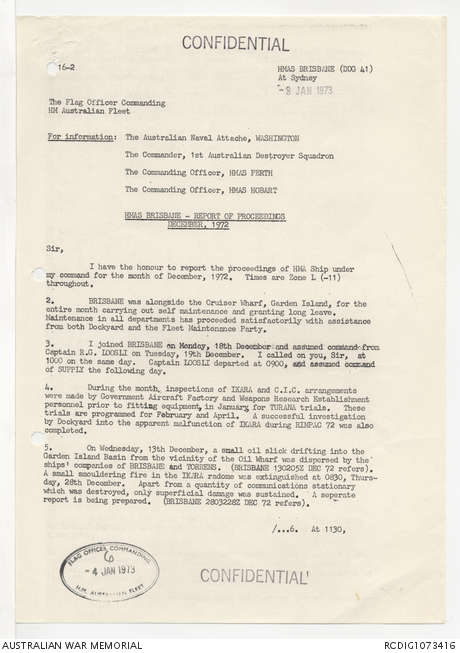 CONFIDENTIAL
16-2
HMAS BRISBANE (DDG 41)
At Sydney
-3 JAN 1973
The Flag Officer Commanding
HM Australian Fleet
For information: The Australian Naval Attache, WASHINGTON
The Commander, 1st Australian Destroyer Squadron
The Commanding Officer, HMAS PERTH
The Commanding Officer, HMAS HOBART
HMAS BRISBANE - REPORT OF PROCEEDINGS
DECEMBER, 1972
Sir,
I have the honour to report the proceedings of HMA Ship under
my command for the month of December, 1972. Times are Zone L (-11)
throughout.
2. BRISBANE was alongside the Cruiser Wharf, Garden Island, for the
entire month carrying out self maintenance and granting long leave.
Maintenance in all departments has proceeded satisfactorily with assistance
from both Dockyard and the Fleet Maintenance Party.
3. I joined BRISBANE on Monday, 18th December and assumed command from
Captain R.G. LOOSLI on Tuesday, 19th December. I called on you, Sir, at
1000 on the same day. Captain LOOSLI departed at 0900, and assumed command
of SUPPLY the following day.
4. During the month, inspections of IKARA and C.I.C. arrangements
were made by Government Aircraft Factory and Weapons Research Establishment
personnel prior to fitting equipment, in January for TURANA trials. These
trials are programmed for February and April. A successful investigation
by Dockyard into the apparent malfunction of IKARA during RIMPAC 72 was also
completed.
5. On Wednesday, 13th December, a small oil slick drifting into the
Garden Island Basin from the vicinity of the Oil Wharf was dispersed by the
ships' companies of BRISBANE and TORRENS. (BRISBANE 130205Z DEC 72 refers).
A small smouldering fire in the IKARA radome was extinguished at 0830, Thurs-
day, 28th December. Apart from a quantity of communications stationary
which was destroyed, only superficial damage was sustained. A seperate
report is being prepared. (BRISBANE 280322BZ DEC 72 refers).
/...6. At 1130,
FLAG OFFICER COMMANDING
6
-4 JAN 1973
H.M. AUSTRALIAN FLEET
CONFIDENTIAL
AUSTRALIAN WAR MEMORIAL
RCDIG1073416